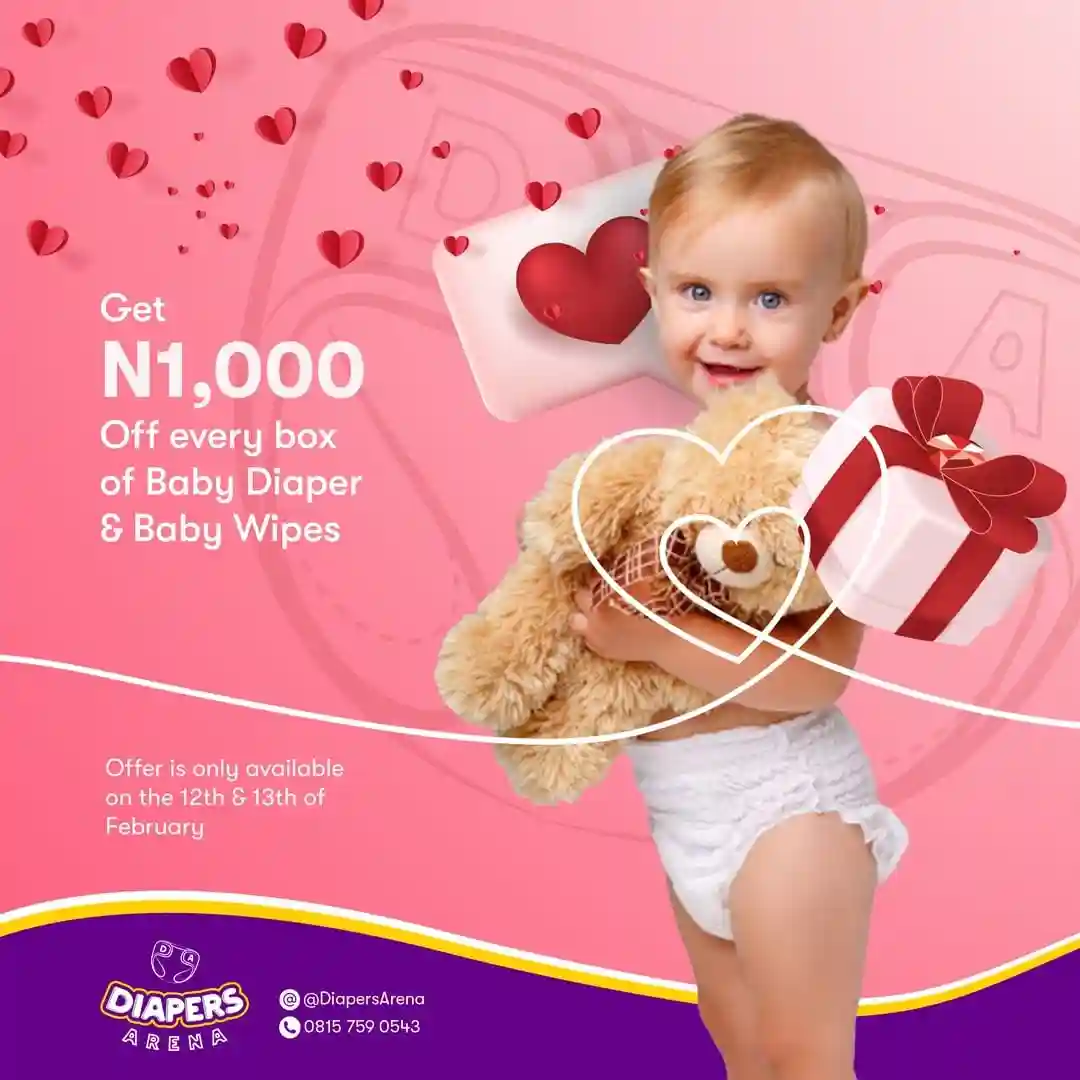 Get
N1,000
Off every box
of Baby Diaper
& Baby Wipes
Offer is only available
on the 12th & 13th of
February
D A
DIAPERS
ARENA
@DiapersArena
0815 759 0543
D
A